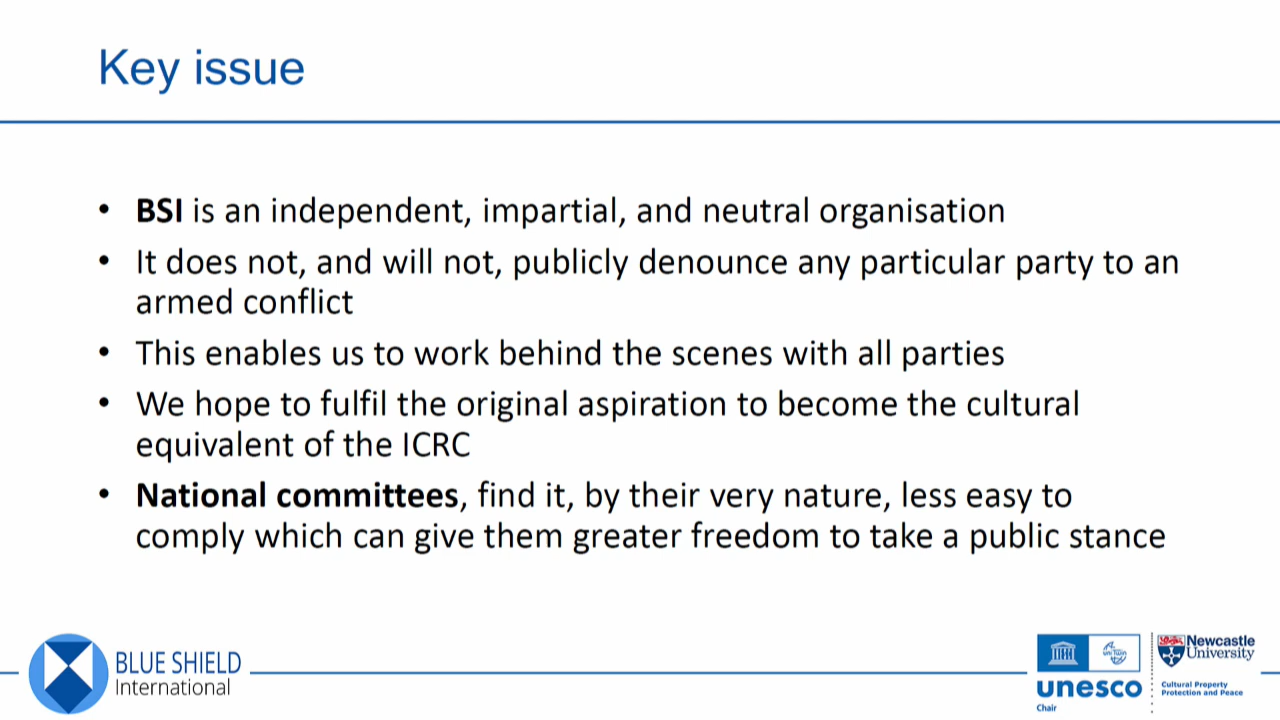 Key issue
• BSI is an independent, impartial, and neutral organisation
• It does not, and will not, publicly denounce any particular party to an
armed conflict
• This enables us to work behind the scenes with all parties
• We hope to fulfil the original aspiration to become the cultural
equivalent of the ICRC
• National committees, find it, by their very nature, less easy to
comply which can give them greater freedom to take a public stance
BLUE SHIELD
International
unesco
Chair
Newcastle
University
Cultural Property
Protection and Peace